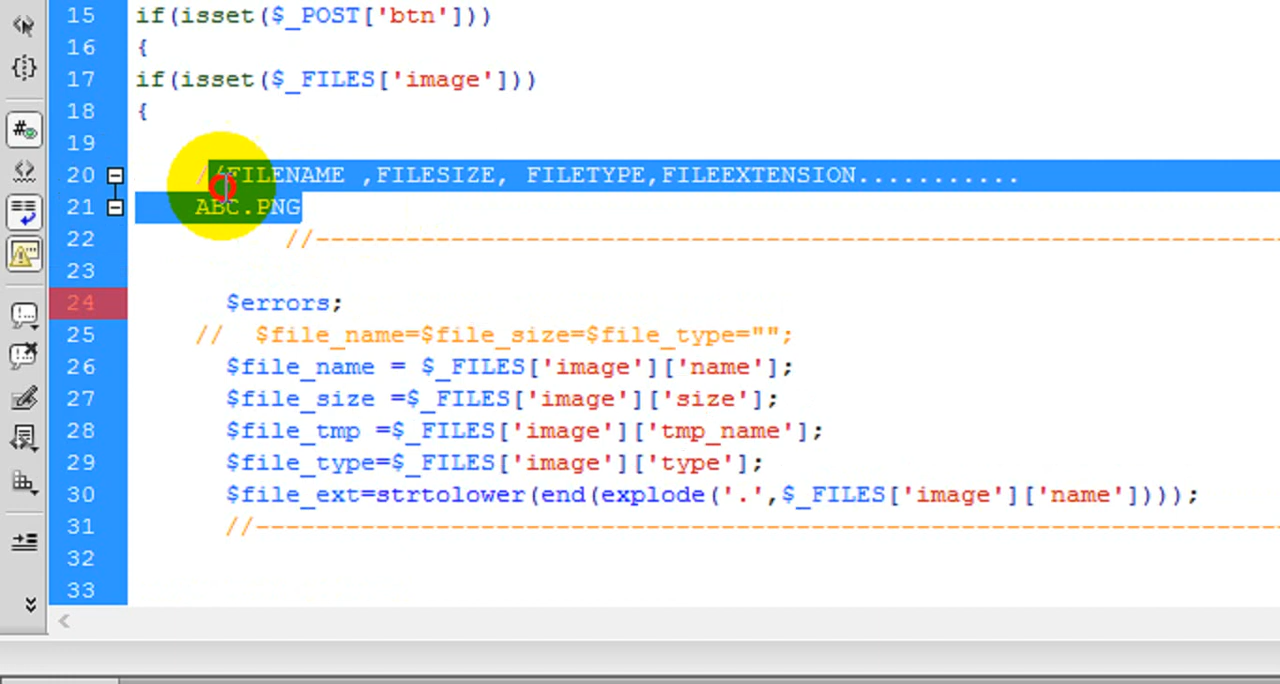 15 if(isset($_POST['btn']))
16 {
17 if(isset($_FILES['image']))
18 {
19
20 //FILENAME ,FILESIZE, FILETYPE,FILEEXTENSION...........
21 ABC.PNG
22 //----------------------------------------------------------------
23
24 $errors;
25 //  $file_name=$file_size=$file_type="";
26 $file_name = $_FILES['image']['name'];
27 $file_size =$_FILES['image']['size'];
28 $file_tmp =$_FILES['image']['tmp_name'];
29 $file_type=$_FILES['image']['type'];
30 $file_ext=strtolower(end(explode('.',$_FILES['image']['name'])));
31 //--------------------------------------------------------------------
32
33